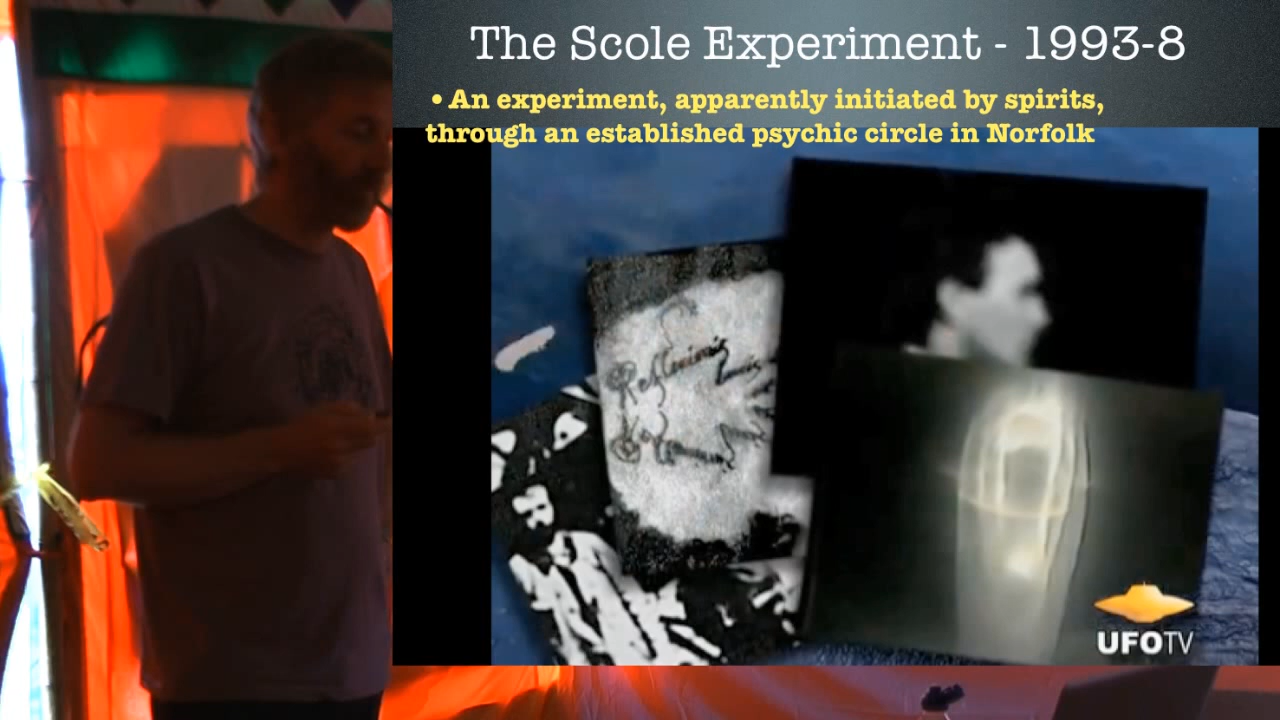 The Scole Experiment - 1993-8
• An experiment, apparently initiated by spirits,
through an established psychic circle in Norfolk
UFOTV